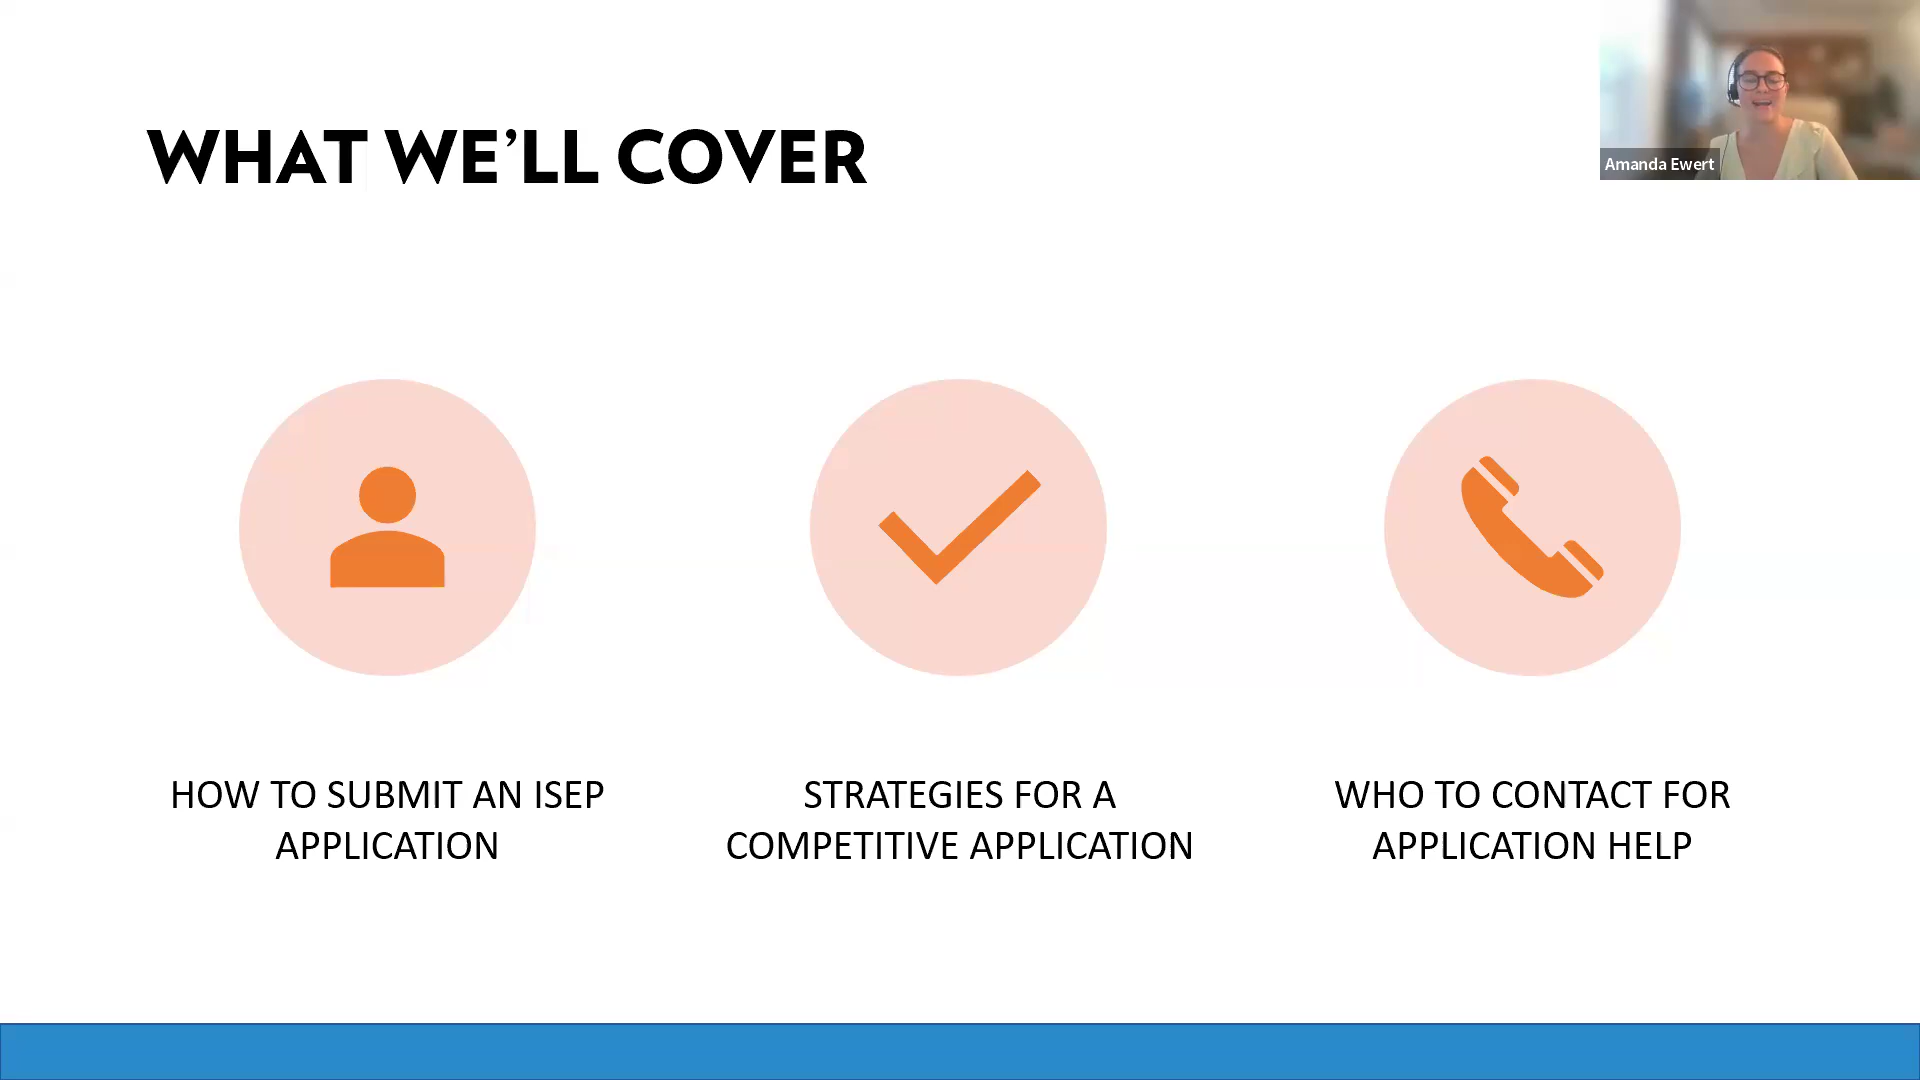 WHAT WE’LL COVER
Amanda Ewert
HOW TO SUBMIT AN ISEP
APPLICATION
STRATEGIES FOR A
COMPETITIVE APPLICATION
WHO TO CONTACT FOR
APPLICATION HELP